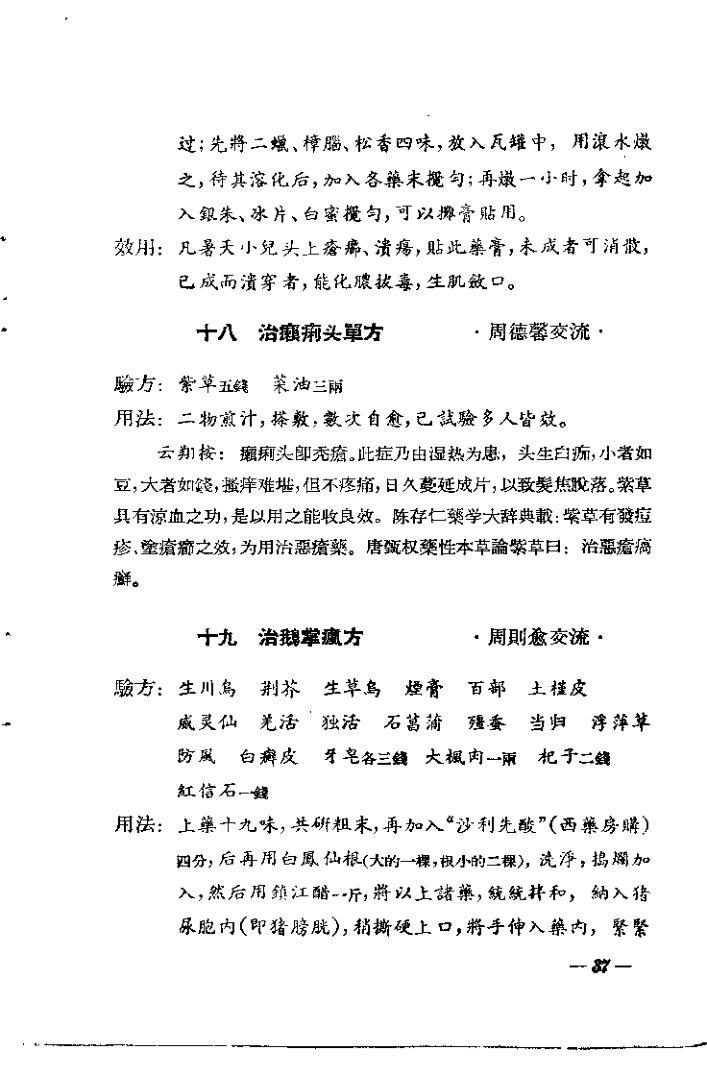 过;先將二蠟、樟腦、松香四味,放入瓦罐中, 用滾水燉
之,待其溶化后,加入各藥末攪匀;再燉一小时,拿起加
入銀朱、冰片、白蜜攪匀,可以攤膏貼用。
效用: 凡暑天小兒头上瘡癤、潰瘍,貼此藥膏,未成者可消散,
已成而潰穿者,能化膿拔毒,生肌斂口。
十八 治癩痢头單方 ·周德馨交流·
驗方: 紫草五錢 菜油三兩
用法: 二物煎汁,搽敷,數次自愈,已試驗多人皆效。
云翔按: 癩痢头卽禿瘡。此症乃由湿热为患, 头生白痂,小者如
豆,大者如錢,搔痒难堪,但不疼痛,日久蔓延成片,以致髮焦脫落。紫草
具有涼血之功,是以用之能收良效。陈存仁藥学大辞典載:紫草有發痘
疹、塗瘡癤之效,为用治惡瘡藥。唐甄权藥性本草論紫草曰: 治惡瘡瘑
癬。
十九 治鵝掌瘋方 ·周則愈交流·
驗方: 生川烏 荆芥 生草烏 煙膏 百部 土槿皮
威灵仙 羌活 独活 石菖蒲 殭蚕 当归 浮萍草
防風 白癬皮 牙皂各三錢 大楓肉一兩 杞子二錢
紅信石一錢
用法: 上藥十九味,共研粗末,再加入“沙利先酸”(西藥房購)
四分,后再用白鳳仙根(大的一棵,根小的二棵),洗淨,搗爛加
入,然后用鎮江醋一斤,將以上諸藥,統統拌和, 納入猪
尿胞内(卽猪膀胱),稍撕硬上口,將手伸入藥内, 緊緊
—37—